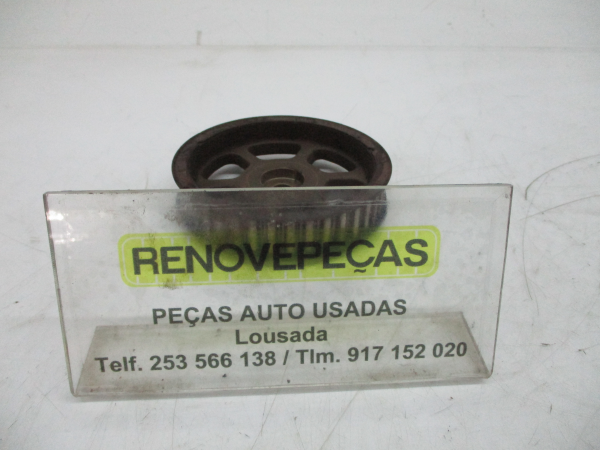 RENOVEPEÇAS
PEÇAS AUTO USADAS
Lousada
Telf. 253 566 138 / Tlm. 917 152 020